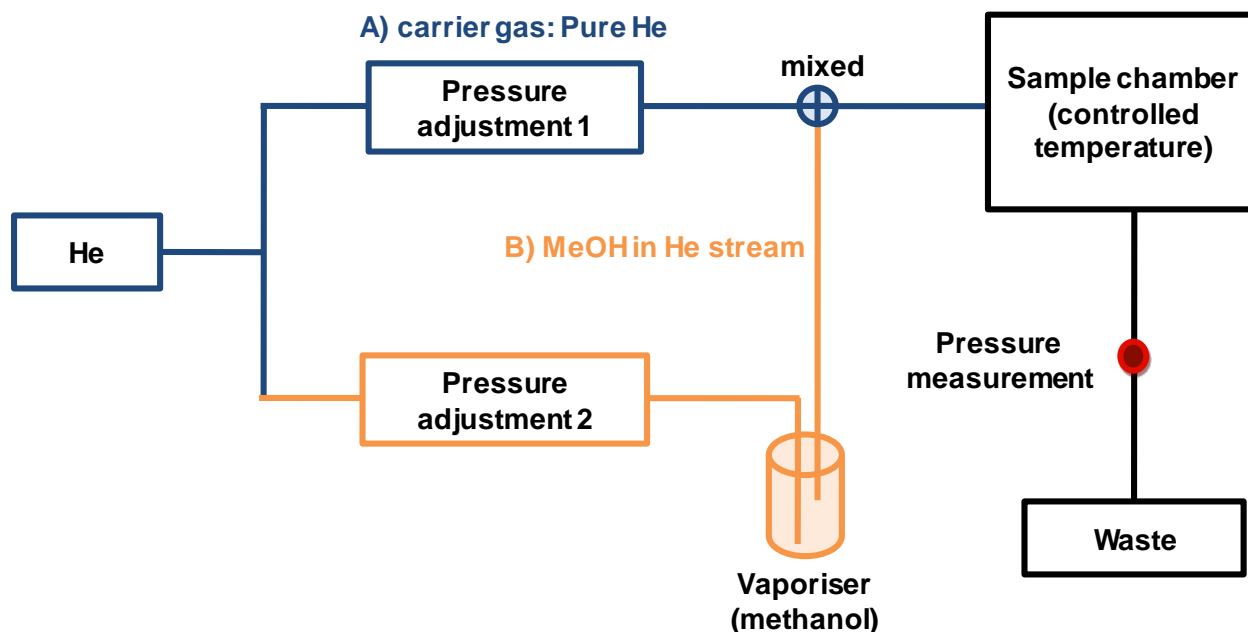 A) carrier gas: Pure He
Pressure
adjustment 1
mixed
Sample chamber
(controlled
temperature)
He
B) MeOH in He stream
Pressure
adjustment 2
Pressure
measurement
Vaporiser
(methanol)
Waste